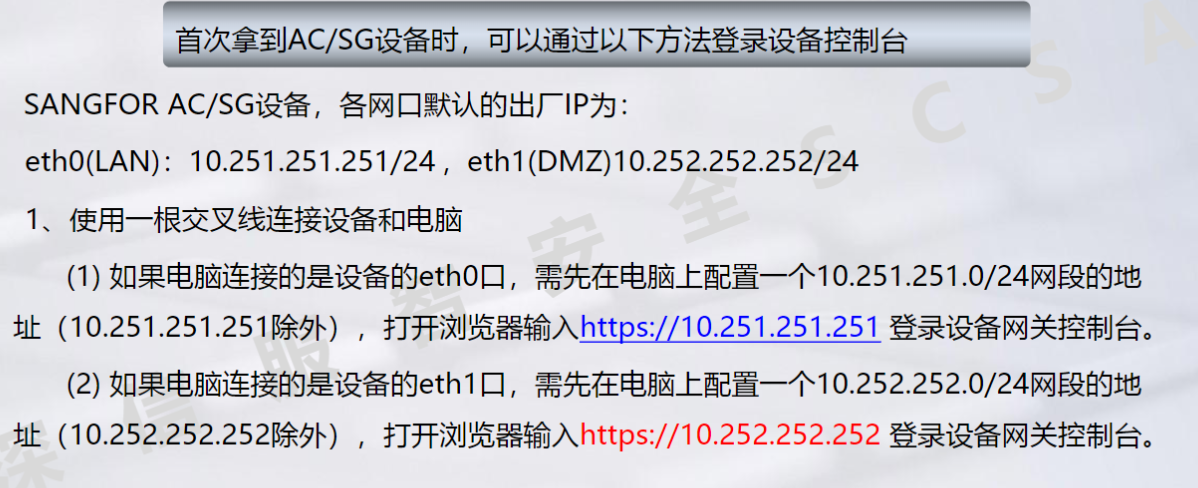 首次拿到AC/SG设备时，可以通过以下方法登录设备控制台
SANGFOR AC/SG设备，各网口默认的出厂IP为：
eth0(LAN)：10.251.251.251/24 ，eth1(DMZ)10.252.252.252/24
1、使用一根交叉线连接设备和电脑
(1) 如果电脑连接的是设备的eth0口，需先在电脑上配置一个10.251.251.0/24网段的地
址（10.251.251.251除外），打开浏览器输入https://10.251.251.251 登录设备网关控制台。
(2) 如果电脑连接的是设备的eth1口，需先在电脑上配置一个10.252.252.0/24网段的地
址（10.252.252.252除外），打开浏览器输入https://10.252.252.252 登录设备网关控制台。
深信服智安全SCSA